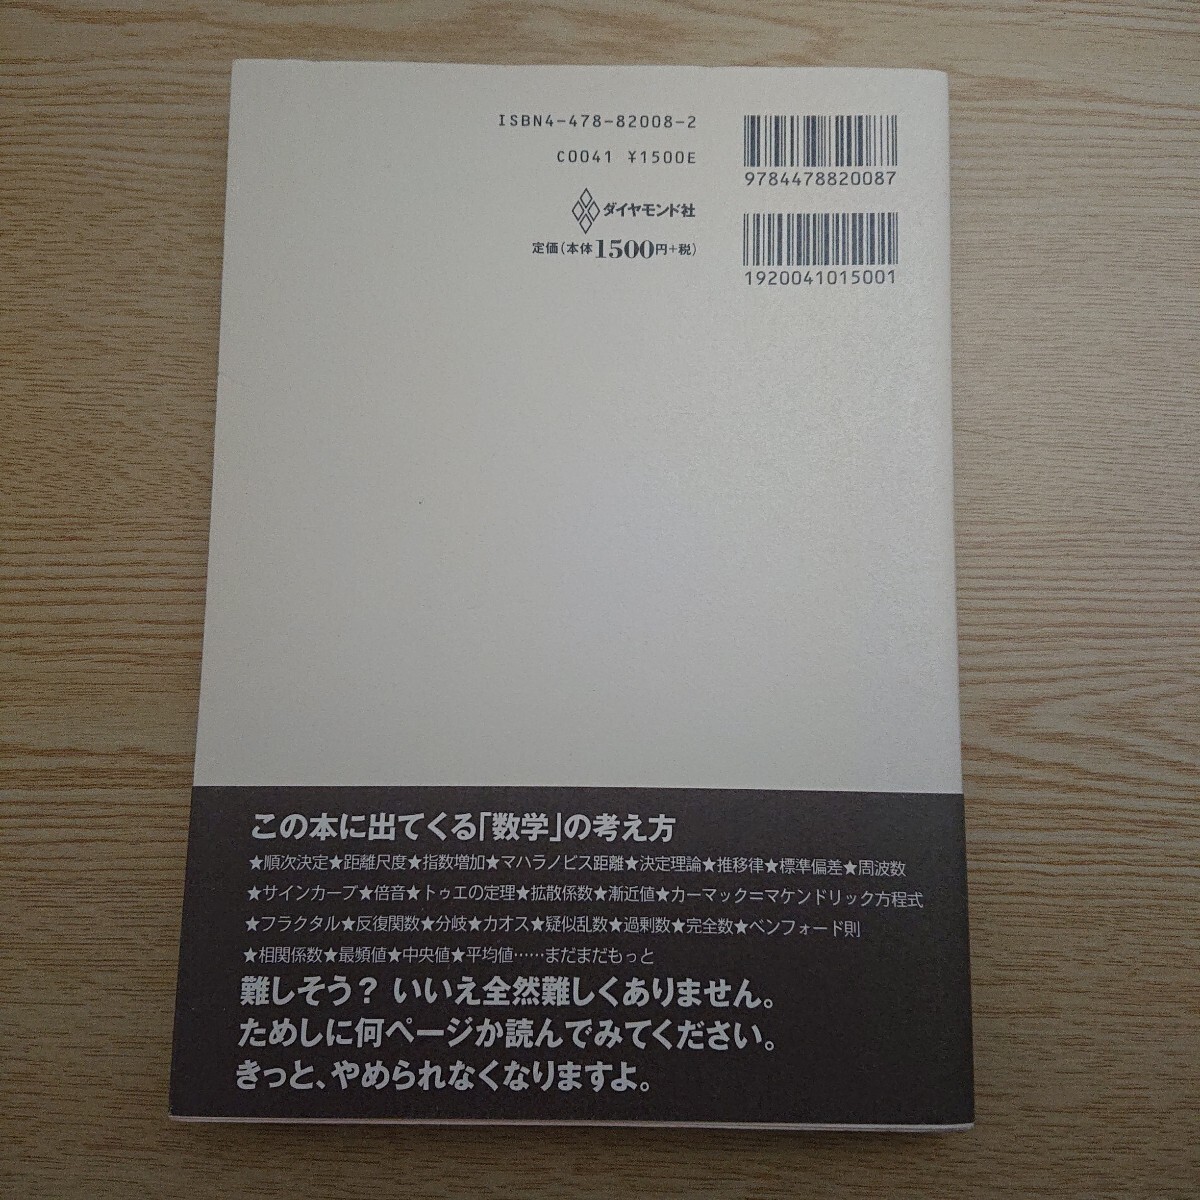 ISBN4-478-82008-2
C0041 ¥1500E
ダイヤモンド社
定価(本体1500円+税)
9784478820087
1920041015001
この本に出てくる「数学」の考え方
★順次決定★距離尺度★指数増加★マハラノビス距離★決定理論★推移律★標準偏差★周波数
★サインカーブ★倍音★トゥエの定理★拡散係数★漸近値★カーマック=マケンドリック方程式
★フラクタル★反復関数★分岐★カオス★疑似乱数★過剰数★完全数★ベンフォード則
★相関係数★最頻値★中央値★平均値……まだまだもっと
難しそう? いいえ全然難しくありません。
ためしに何ページか読んでみてください。
きっと、やめられなくなりますよ。